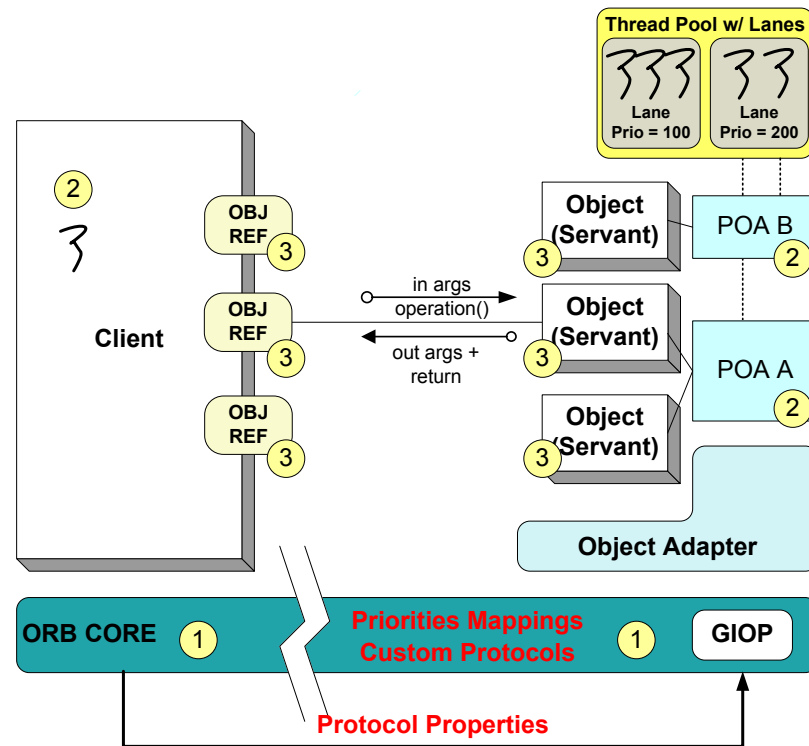 Thread Pool w/ Lanes
Lane
Prio = 100
Lane
Prio = 200
2
Client
OBJ
REF
3
OBJ
REF
3
OBJ
REF
3
in args
operation()
out args +
return
Object
(Servant)
3
Object
(Servant)
3
Object
(Servant)
3
POA B
2
POA A
2
Object Adapter
ORB CORE
1
Priorities Mappings
Custom Protocols
1
GIOP
Protocol Properties